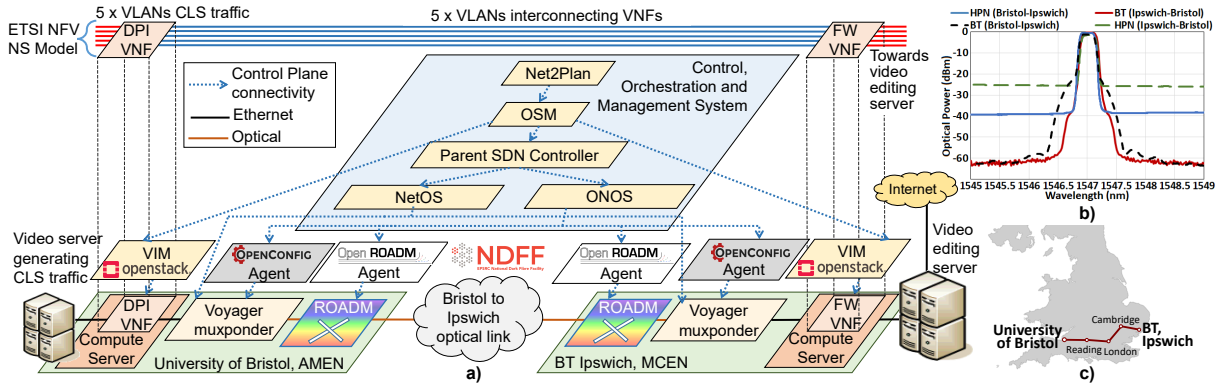 ETSI NFV
NS Model
5 x VLANs CLS traffic
5 x VLANs interconnecting VNFs
DPI
VNF
FW
VNF
Towards
video
editing
server
Control Plane
connectivity
Ethernet
Optical
Net2Plan
Control,
Orchestration and
Management System
OSM
Parent SDN Controller
NetOS
ONOS
Internet
Video server
generating
CLS traffic
VIM
openstack
OPENCONFIG
Agent
Open ROADM
Agent
NDFF
EPSRC National Dark Fibre Facility
Open ROADM
Agent
OPENCONFIG
Agent
VIM
openstack
Video
editing
server
DPI
VNF
Compute
Server
Voyager
muxponder
ROADM
University of Bristol, AMEN
Bristol to
Ipswich
optical link
ROADM
Voyager
muxponder
FW
VNF
Compute
Server
BT Ipswich, MCEN
a)
HPN (Bristol-Ipswich)
BT (Ipswich-Bristol)
BT (Bristol-Ipswich)
HPN (Ipswich-Bristol)
Optical Power (dBm)
0
-10
-20
-30
-40
-50
-60
1545 1545.5 1546 1546.5 1547 1547.5 1548 1548.5 1549
Wavelength (nm)
b)
Cambridge
University
of Bristol
BT,
Ipswich
Reading
London
c)